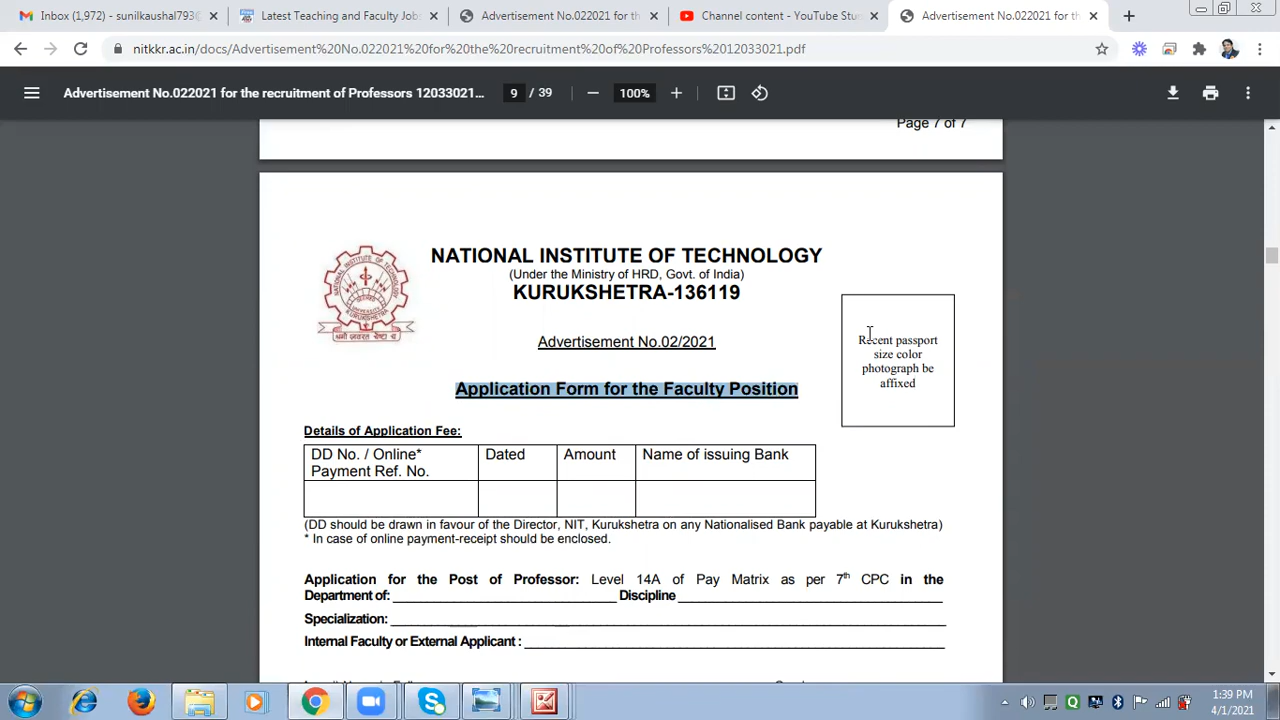 Inbox (1,972) - sunilkaushal793
Latest Teaching and Faculty Job
Advertisement No.022021 for th
Channel content - YouTube Stu
Advertisement No.022021 for th
nitkkr.ac.in/docs/Advertisement%20No.022021%20for%20the%20recruitment%20of%20Professors%2012033021.pdf
Advertisement No.022021 for the recruitment of Professors 12033021...
9 / 39
100%
Page 7 of 7
NATIONAL INSTITUTE OF TECHNOLOGY
(Under the Ministry of HRD, Govt. of India)
KURUKSHETRA-136119
Advertisement No.02/2021
Recent passport
size color
photograph be
affixed
Application Form for the Faculty Position
Details of Application Fee:
DD No. / Online* Dated Amount Name of issuing Bank
Payment Ref. No.
(DD should be drawn in favour of the Director, NIT, Kurukshetra on any Nationalised Bank payable at Kurukshetra)
* In case of online payment-receipt should be enclosed.
Application for the Post of Professor: Level 14A of Pay Matrix as per 7th CPC in the
Department of: Discipline
Specialization:
Internal Faculty or External Applicant :
1:39 PM
4/1/2021